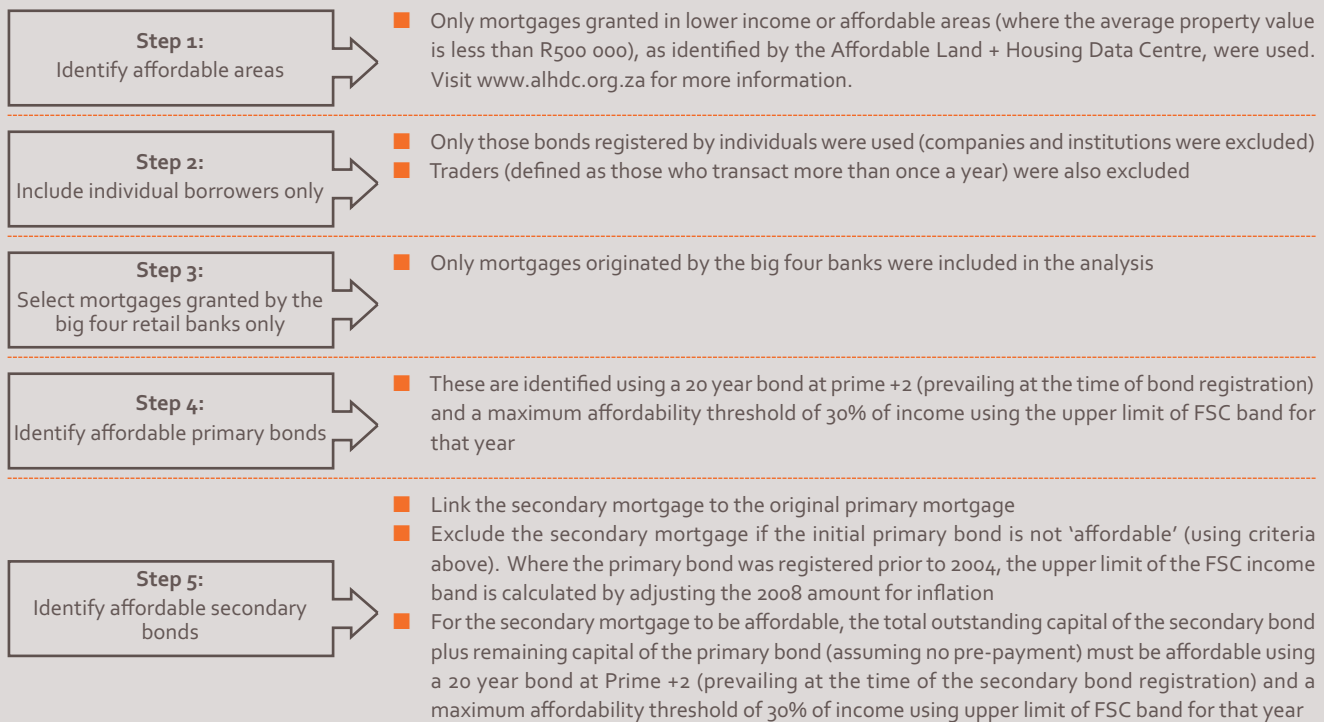 Step 1:
Identify affordable areas
Only mortgages granted in lower income or affordable areas (where the average property value
is less than R500 000), as identified by the Affordable Land + Housing Data Centre, were used.
Visit www.alhdc.org.za for more information.
Step 2:
Include individual borrowers only
Only those bonds registered by individuals were used (companies and institutions were excluded)
Traders (defined as those who transact more than once a year) were also excluded
Step 3:
Select mortgages granted by the
big four retail banks only
Only mortgages originated by the big four banks were included in the analysis
Step 4:
Identify affordable primary bonds
These are identified using a 20 year bond at prime +2 (prevailing at the time of bond registration)
and a maximum affordability threshold of 30% of income using the upper limit of FSC band for
that year
Step 5:
Identify affordable secondary
bonds
Link the secondary mortgage to the original primary mortgage
Exclude the secondary mortgage if the initial primary bond is not ‘affordable’ (using criteria
above). Where the primary bond was registered prior to 2004, the upper limit of the FSC income
band is calculated by adjusting the 2008 amount for inflation
For the secondary mortgage to be affordable, the total outstanding capital of the secondary bond
plus remaining capital of the primary bond (assuming no pre-payment) must be affordable using
a 20 year bond at Prime +2 (prevailing at the time of the secondary bond registration) and a
maximum affordability threshold of 30% of income using upper limit of FSC band for that year